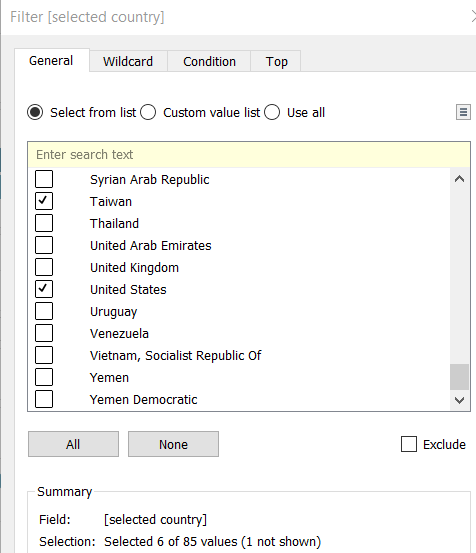 Filter [selected country]
General Wildcard Condition Top
Select from list Custom value list Use all
Enter search text
Syrian Arab Republic
Taiwan
Thailand
United Arab Emirates
United Kingdom
United States
Uruguay
Venezuela
Vietnam, Socialist Republic Of
Yemen
Yemen Democratic
All None Exclude
Summary
Field: [selected country]
Selection: Selected 6 of 85 values (1 not shown)